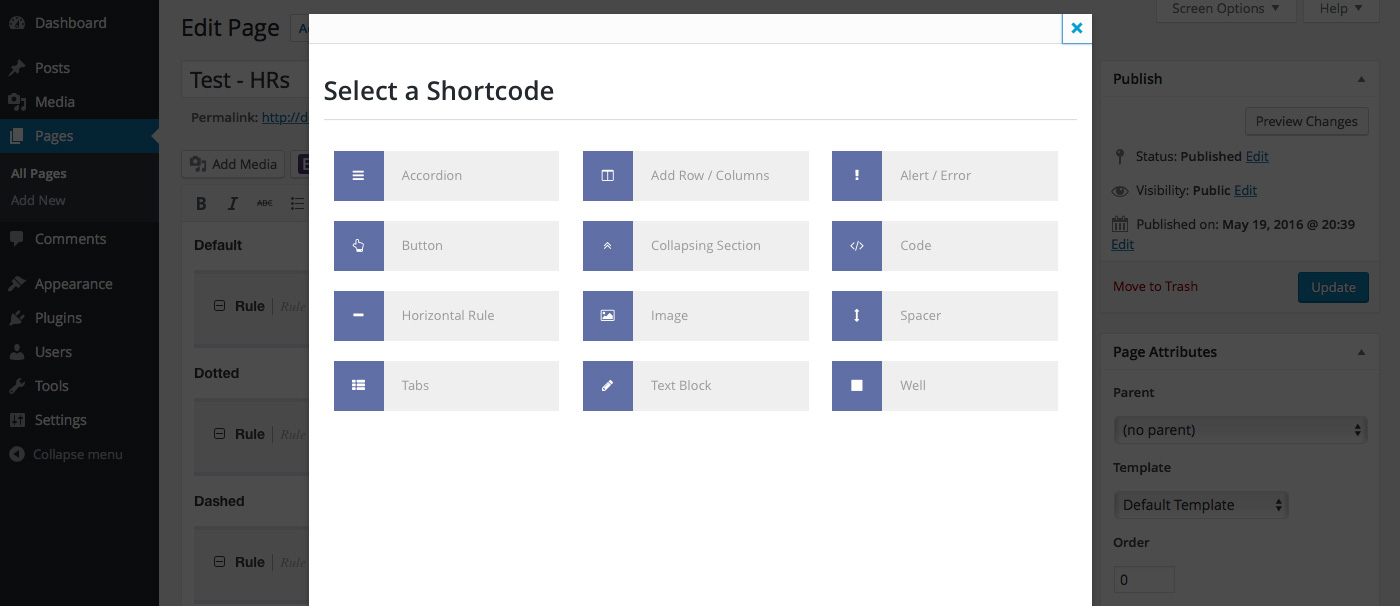 Dashboard
Posts
Media
Pages
All Pages
Add New
Comments
Appearance
Plugins
Users
Tools
Settings
Collapse menu
Edit Page
Test - HRs
Permalink: http://d
Add Media
B I ABC
Default
Rule Rule
Dotted
Rule Rule
Dashed
Rule Rule
Select a Shortcode
Accordion
Add Row / Columns
Alert / Error
Button
Collapsing Section
Code
Horizontal Rule
Image
Spacer
Tabs
Text Block
Well
Screen Options
Help
Publish
Preview Changes
Status: Published Edit
Visibility: Public Edit
Published on: May 19, 2016 @ 20:39
Edit
Move to Trash
Update
Page Attributes
Parent
(no parent)
Template
Default Template
Order
0